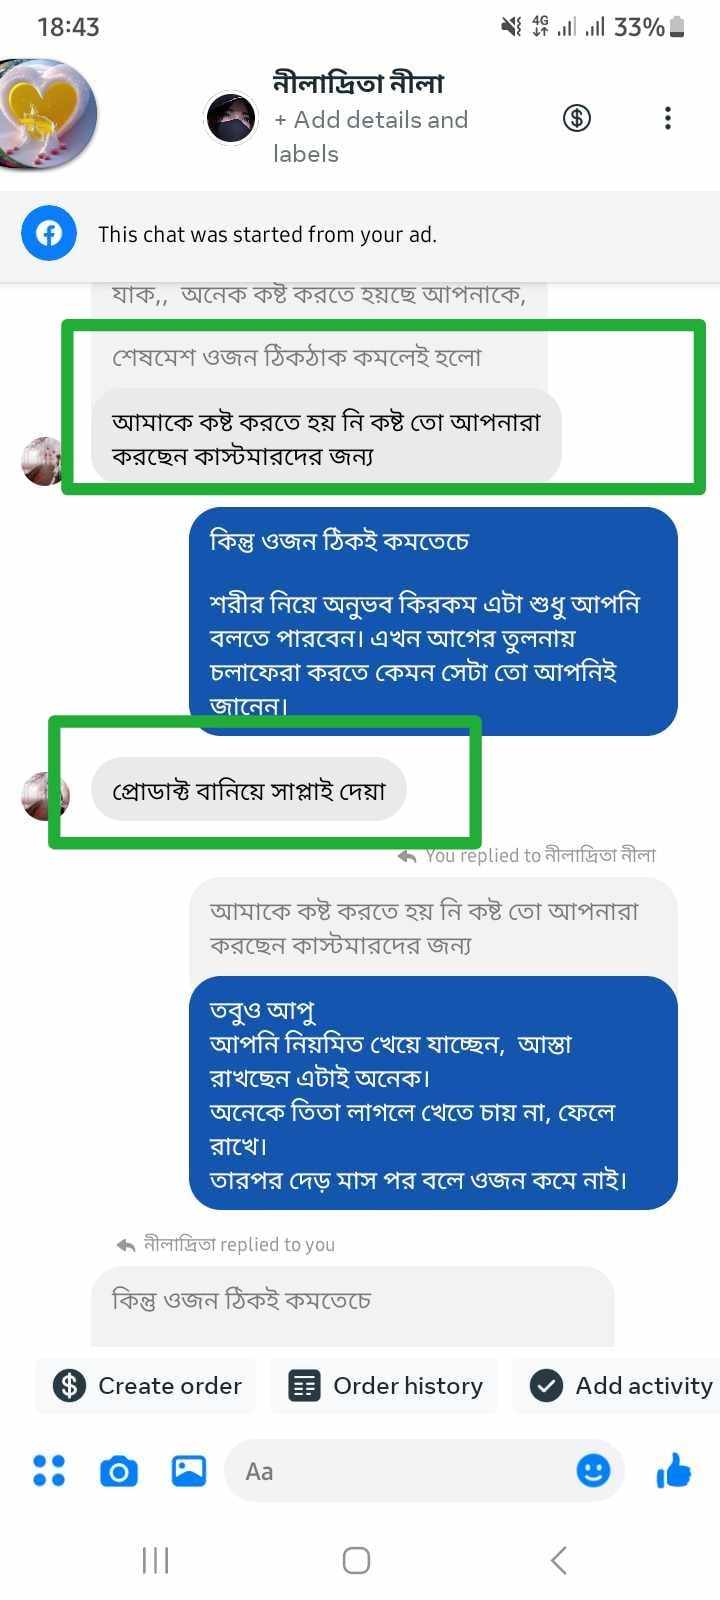 18:43
4G
33%
নীলাদ্রিতা নীলা
+ Add details and
labels
This chat was started from your ad.
যাক,, অনেক কষ্ট করতে হয়ছে আপনাকে,
শেষমেশ ওজন ঠিকঠাক কমলেই হলো
আমাকে কষ্ট করতে হয় নি কষ্ট তো আপনারা
করছেন কাস্টমারদের জন্য
কিন্তু ওজন ঠিকই কমতেচে
শরীর নিয়ে অনুভব কিরকম এটা শুধু আপনি
বলতে পারবেন। এখন আগের তুলনায়
চলাফেরা করতে কেমন সেটা তো আপনিই
জানেন।
প্রোডাক্ট বানিয়ে সাপ্লাই দেয়া
You replied to নীলাদ্রিতা নীলা
আমাকে কষ্ট করতে হয় নি কষ্ট তো আপনারা
করছেন কাস্টমারদের জন্য
তবুও আপু
আপনি নিয়মিত খেয়ে যাচ্ছেন, আস্তা
রাখছেন এটাই অনেক।
অনেকে তিতা লাগলে খেতে চায় না, ফেলে
রাখে।
তারপর দেড় মাস পর বলে ওজন কমে নাই।
নীলাদ্রিতা replied to you
কিন্তু ওজন ঠিকই কমতেচে
Create order
Order history
Add activity
Aa